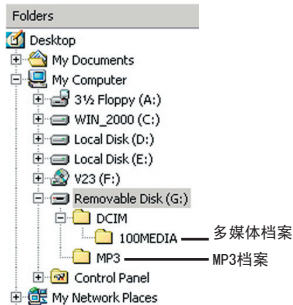 Folders
Desktop
My Documents
My Computer
3½ Floppy (A:)
WIN_2000 (C:)
Local Disk (D:)
Local Disk (E:)
V23 (F:)
Removable Disk (G:)
DCIM
100MEDIA 多媒体档案
MP3 MP3档案
Control Panel
My Network Places